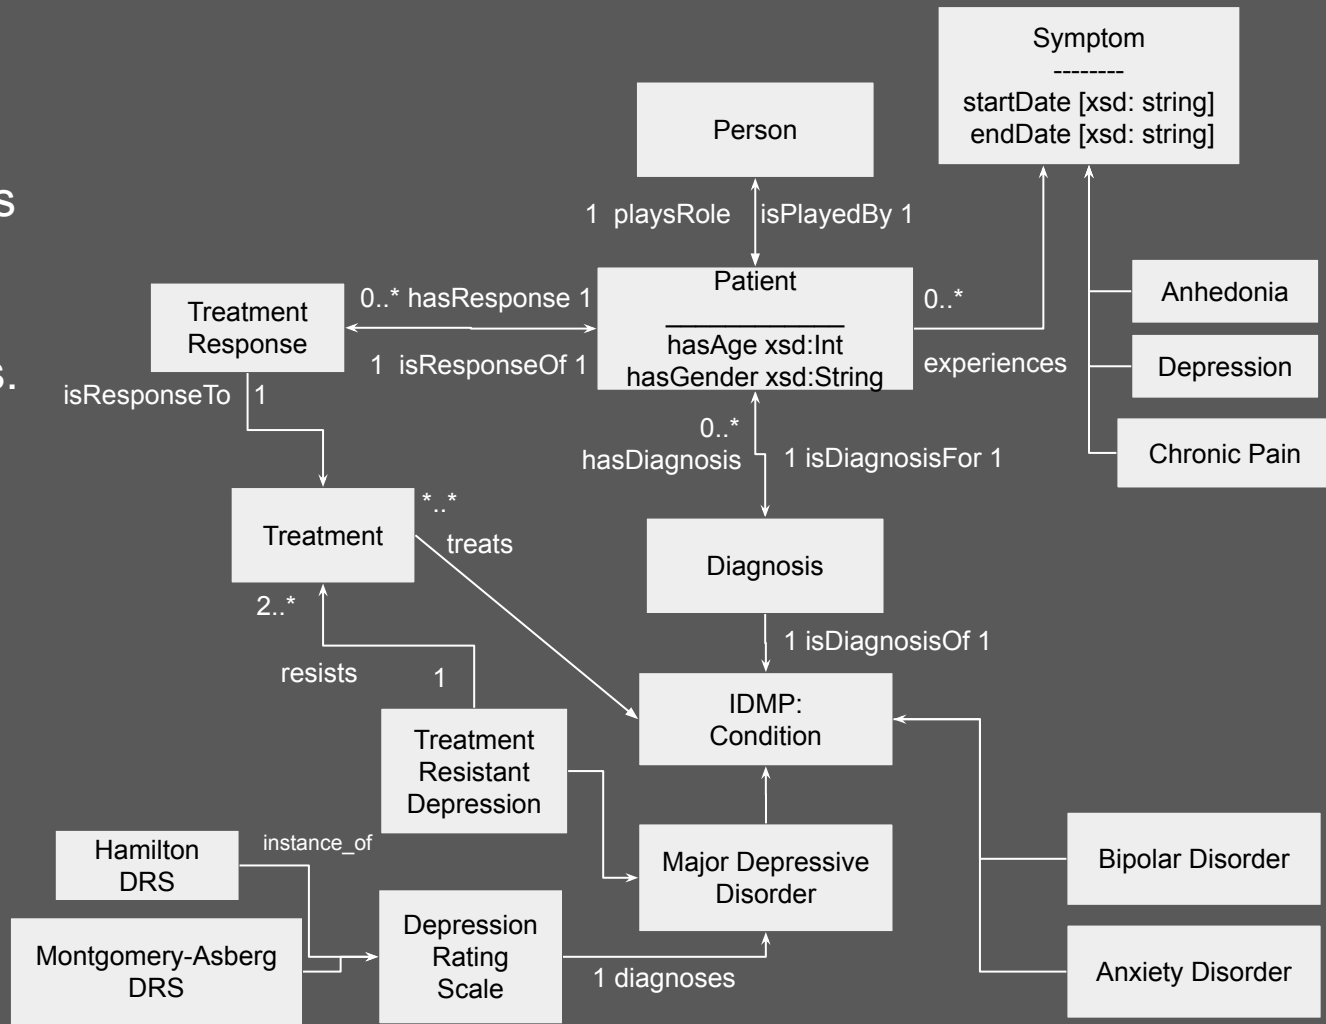 Symptom
--------
startDate [xsd: string]
endDate [xsd: string]
Person
s
1 playsRole
isPlayedBy 1
Patient
_____________
hasAge xsd:Int
hasGender xsd:String
0..*
experiences
Anhedonia
Depression
Chronic Pain
Treatment
Response
0..* hasResponse 1
1 isResponseOf 1
s.
isResponseTo
1
0..*
hasDiagnosis
1 isDiagnosisFor 1
Treatment
*..*
treats
Diagnosis
2..*
resists
1
1 isDiagnosisOf 1
IDMP:
Condition
Treatment
Resistant
Depression
Hamilton
DRS
instance_of
Major Depressive
Disorder
Bipolar Disorder
Montgomery-Asberg
DRS
Depression
Rating
Scale
1 diagnoses
Anxiety Disorder